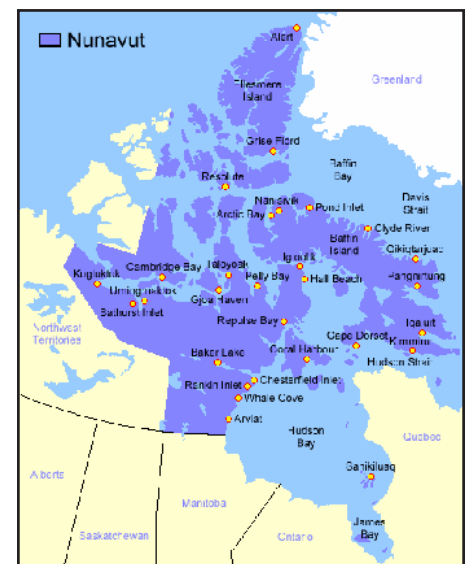 Nunavut
Alert
Greenland
Ellesmere
Island
Grise Fiord
Baffin
Bay
Resolute
Nanisivik
Pond Inlet
Davis
Strait
Arctic Bay
Clyde River
Baffin
Island
Qikiqtarjuaq
Igloolik
Taloyoak
Cambridge Bay
Pelly Bay
Hall Beach
Pangnirtung
Kugluktuk
Umingmaktok
Gjoa Haven
Bathurst Inlet
Repulse Bay
Iqaluit
Northwest
Territories
Cape Dorset
Kimmirut
Baker Lake
Coral Harbour
Hudson Strait
Chesterfield Inlet
Rankin Inlet
Whale Cove
Arviat
Hudson
Bay
Quebec
Sanikiluaq
Alberta
Manitoba
James
Bay
Saskatchewan
Ontario